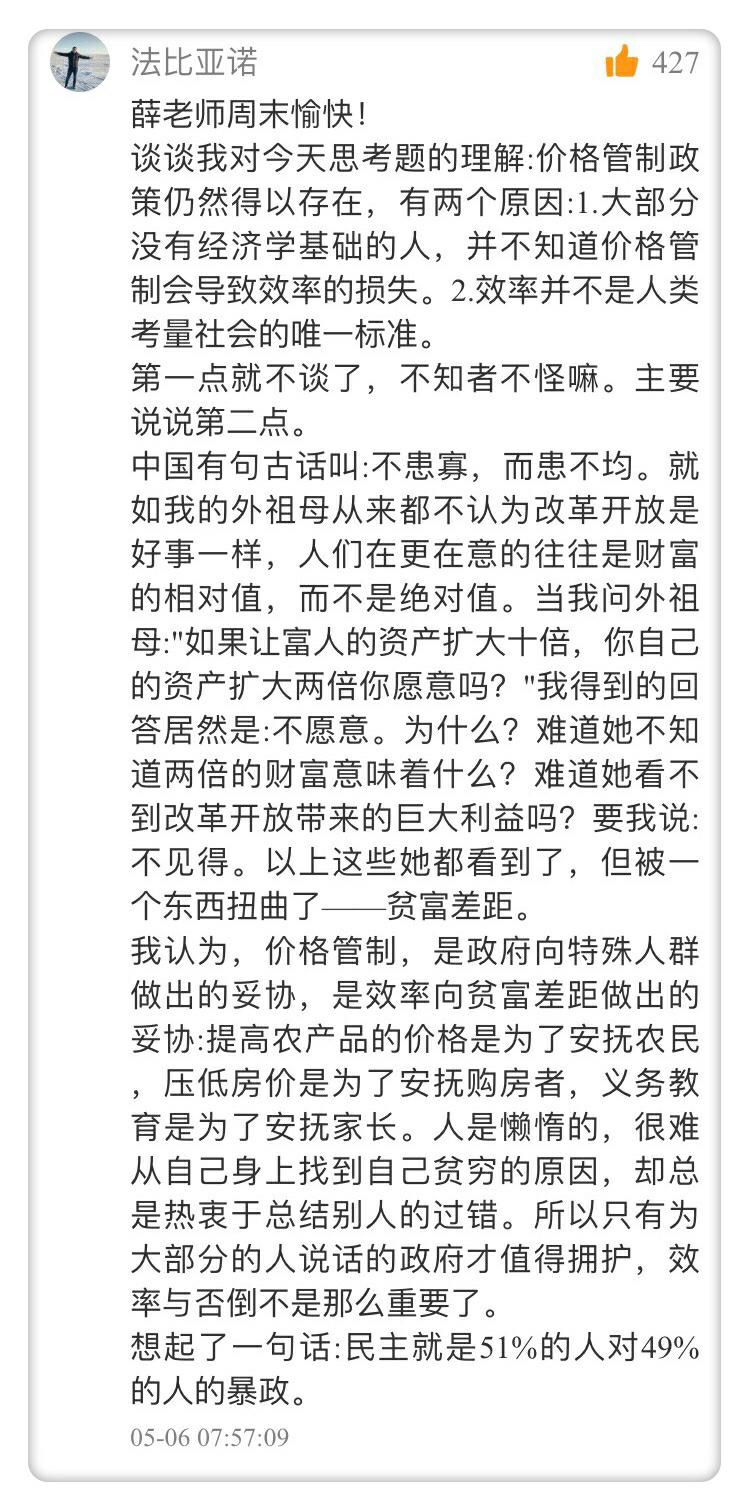 法比亚诺
427
薛老师周末愉快！
谈谈我对今天思考题的理解:价格管制政
策仍然得以存在，有两个原因:1.大部分
没有经济学基础的人，并不知道价格管
制会导致效率的损失。2.效率并不是人类
考量社会的唯一标准。
第一点就不谈了，不知者不怪嘛。主要
说说第二点。
中国有句古话叫:不患寡，而患不均。就
如我的外祖母从来都不认为改革开放是
好事一样，人们在更在意的往往是财富
的相对值，而不是绝对值。当我问外祖
母:"如果让富人的资产扩大十倍，你自己
的资产扩大两倍你愿意吗？"我得到的回
答居然是:不愿意。为什么？难道她不知
道两倍的财富意味着什么？难道她看不
到改革开放带来的巨大利益吗？要我说:
不见得。以上这些她都看到了，但被一
个东西扭曲了——贫富差距。
我认为，价格管制，是政府向特殊人群
做出的妥协，是效率向贫富差距做出的
妥协:提高农产品的价格是为了安抚农民
，压低房价是为了安抚购房者，义务教
育是为了安抚家长。人是懒惰的，很难
从自己身上找到自己贫穷的原因，却总
是热衷于总结别人的过错。所以只有为
大部分的人说话的政府才值得拥护，效
率与否倒不是那么重要了。
想起了一句话:民主就是51%的人对49%
的人的暴政。
05-06 07:57:09